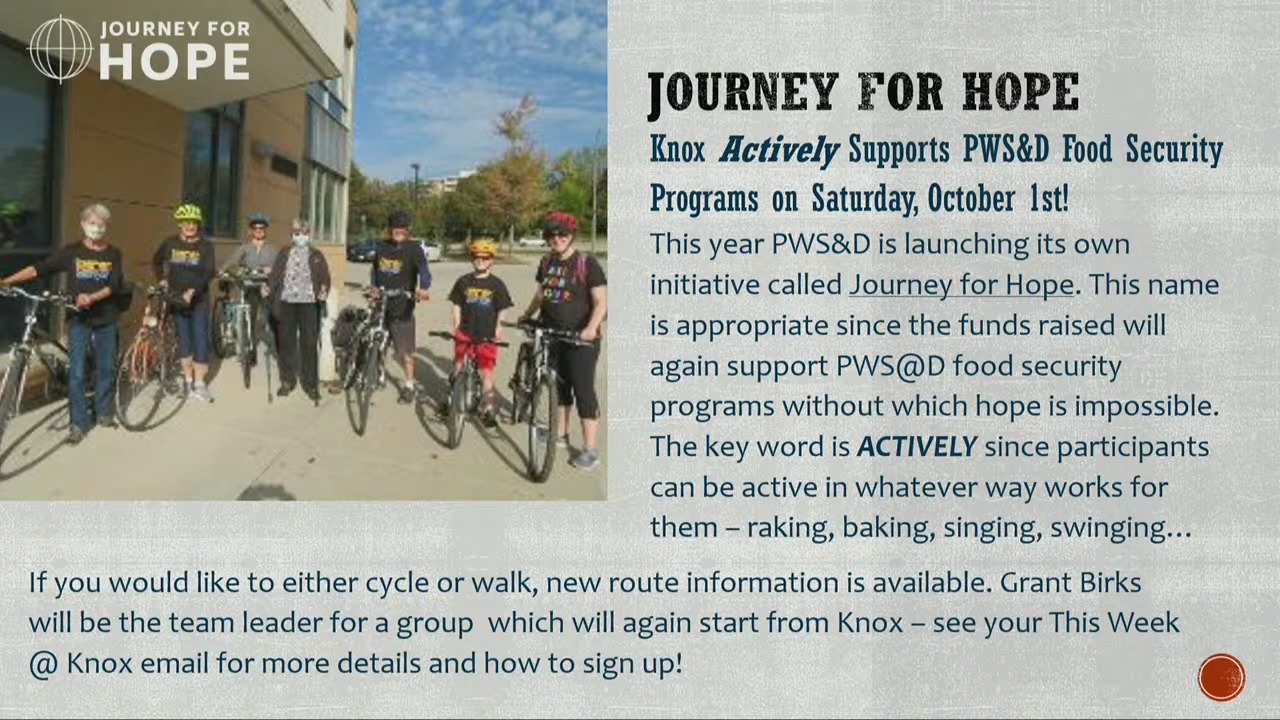 JOURNEY FOR
HOPE
JOURNEY FOR HOPE
Knox Actively Supports PWS&D Food Security
Programs on Saturday, October 1st!
This year PWS&D is launching its own
initiative called Journey for Hope. This name
is appropriate since the funds raised will
again support PWS@D food security
programs without which hope is impossible.
The key word is ACTIVELY since participants
can be active in whatever way works for
them – raking, baking, singing, swinging…
If you would like to either cycle or walk, new route information is available. Grant Birks
will be the team leader for a group  which will again start from Knox – see your This Week
@ Knox email for more details and how to sign up!